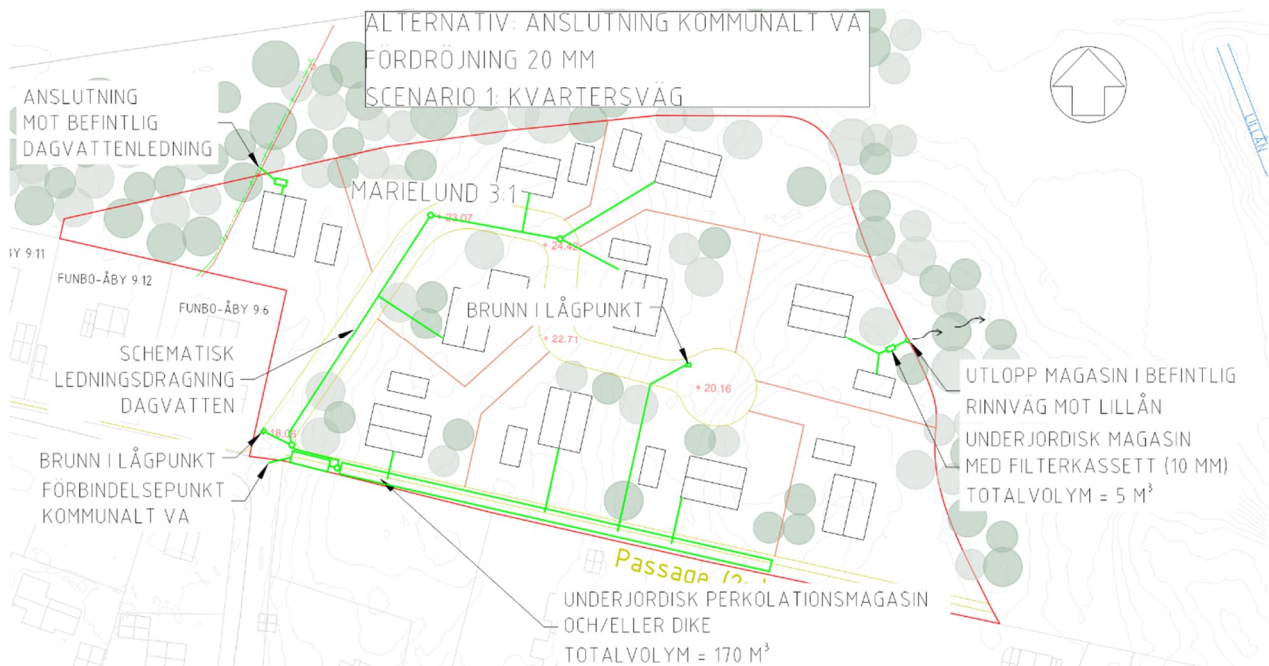 ALTERNATIV: ANSLUTNING KOMMUNALT VA
FÖRDRÖJNING 20 MM
SCENARIO 1: KVARTERSVÄG
ANSLUTNING
MOT BEFINTLIG
DAGVATTENLEDNING
LILLÅN
MARIELUND 3:1
+ 23.07
+ 24.42
BY 9:11
FUNBO-ÅBY 9:12
FUNBO-ÅBY 9:6
BRUNN I LÅGPUNKT
+ 22.71
SCHEMATISK
LEDNINGSDRAGNING
DAGVATTEN
+ 20.16
UTLOPP MAGASIN I BEFINTLIG
RINNVÄG MOT LILLÅN
UNDERJORDISK MAGASIN
MED FILTERKASSETT (10 MM)
TOTALVOLYM = 5 M³
BRUNN I LÅGPUNKT
FÖRBINDELSEPUNKT
KOMMUNALT VA
Passage
UNDERJORDISK PERKOLATIONSMAGASIN
OCH/ELLER DIKE
TOTALVOLYM = 170 M³